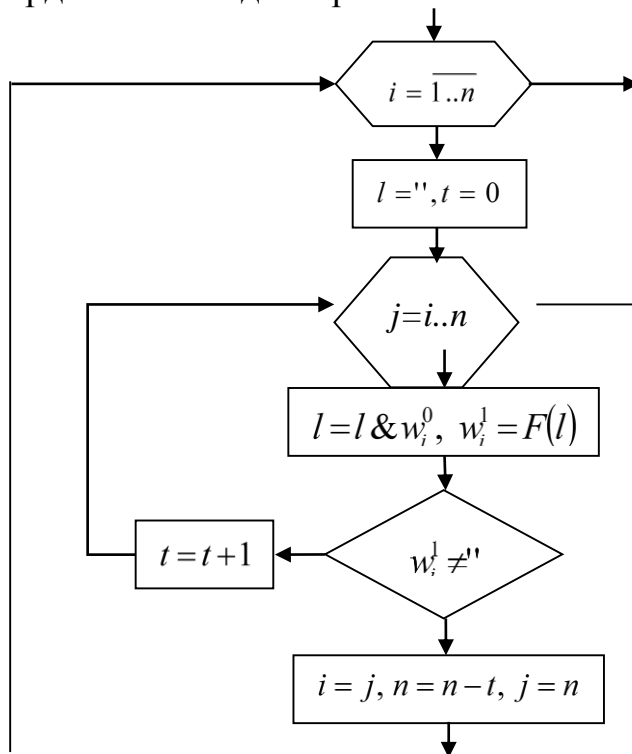 i = 1..n
l ='', t = 0
j=i..n
l = l & w_i^0, w_i^1 = F(l)
t = t+1
w_i^1 ≠''
i = j, n = n − t, j = n